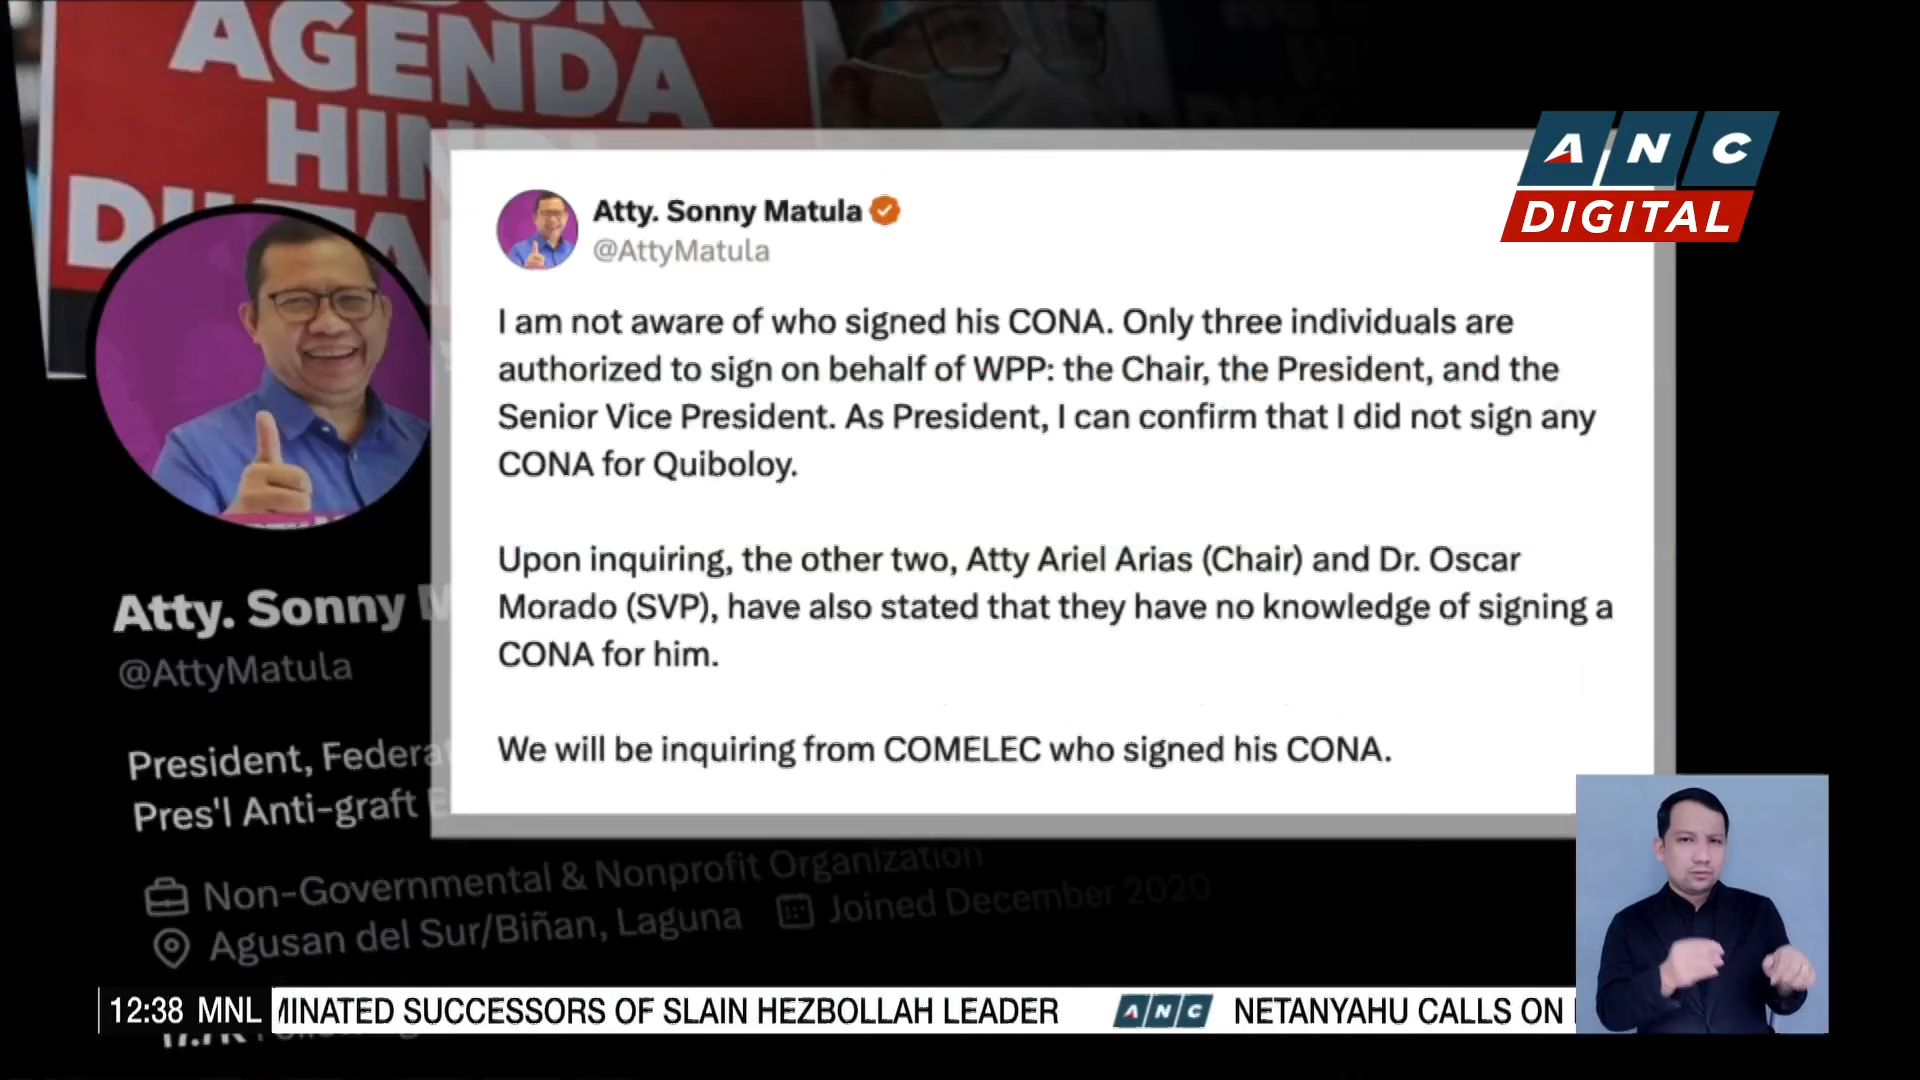 AGENDA
ANC
DIGITAL
Atty. Sonny Matula
@AttyMatula
I am not aware of who signed his CONA. Only three individuals are
authorized to sign on behalf of WPP: the Chair, the President, and the
Senior Vice President. As President, I can confirm that I did not sign any
CONA for Quiboloy.
Upon inquiring, the other two, Atty Ariel Arias (Chair) and Dr. Oscar
Morado (SVP), have also stated that they have no knowledge of signing a
CONA for him.
We will be inquiring from COMELEC who signed his CONA.
Atty. Sonny
@AttyMatula
President,
Pres'l Anti-graft
Non-Governmental & Nonprofit Organization
Agusan del Sur/Biñan, Laguna Joined December 2020
12:38 MNL MINATED SUCCESSORS OF SLAIN HEZBOLLAH LEADER ANC NETANYAHU CALLS ON